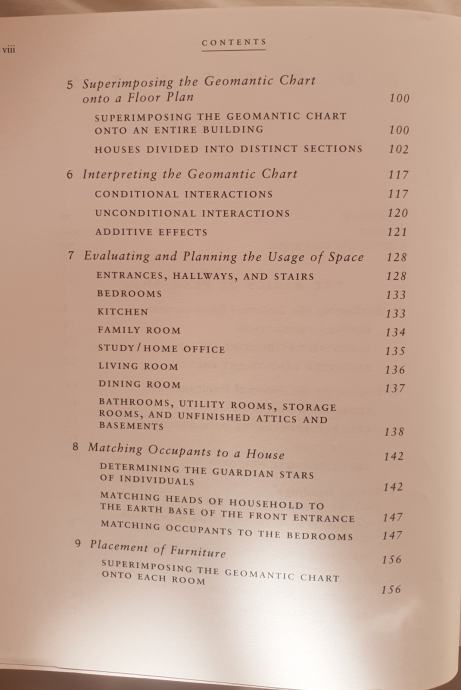 viii
CONTENTS
5 Superimposing the Geomantic Chart
onto a Floor Plan 100
SUPERIMPOSING THE GEOMANTIC CHART
ONTO AN ENTIRE BUILDING 100
HOUSES DIVIDED INTO DISTINCT SECTIONS 102
6 Interpreting the Geomantic Chart 117
CONDITIONAL INTERACTIONS 117
UNCONDITIONAL INTERACTIONS 120
ADDITIVE EFFECTS 121
7 Evaluating and Planning the Usage of Space 128
ENTRANCES, HALLWAYS, AND STAIRS 128
BEDROOMS 133
KITCHEN 133
FAMILY ROOM 134
STUDY/HOME OFFICE 135
LIVING ROOM 136
DINING ROOM 137
BATHROOMS, UTILITY ROOMS, STORAGE
ROOMS, AND UNFINISHED ATTICS AND
BASEMENTS 138
8 Matching Occupants to a House 142
DETERMINING THE GUARDIAN STARS
OF INDIVIDUALS 142
MATCHING HEADS OF HOUSEHOLD TO
THE EARTH BASE OF THE FRONT ENTRANCE 147
MATCHING OCCUPANTS TO THE BEDROOMS 147
9 Placement of Furniture 156
SUPERIMPOSING THE GEOMANTIC CHART
ONTO EACH ROOM 156